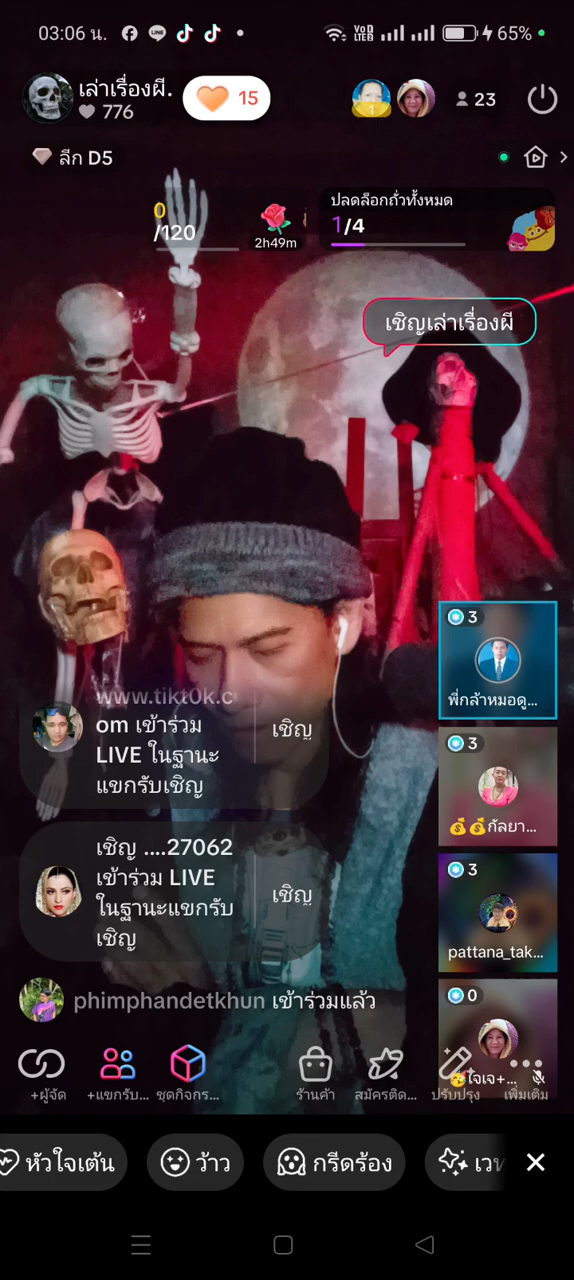 03:06 น.
VoD LTE2
65%
เล่าเรื่องผี.
776
15
1
23
ลีก D5
0
/120
2h49m
ปลดล็อกถั่วทั้งหมด
1/4
เชิญเล่าเรื่องผี
3
พี่กล้าหมอดู...
www.tikt0k.c
om เข้าร่วม
LIVE ในฐานะ
แขกรับเชิญ
เชิญ
3
💰💰กัลยา...
เชิญ ....27062
เข้าร่วม LIVE
ในฐานะแขกรับ
เชิญ
เชิญ
3
pattana_tak...
phimphandetkhun เข้าร่วมแล้ว
0
🥳ใจเจ+...
+ผู้จัด
+แขกรับ...
ชุดกิจกร...
ร้านค้า
สมัครติด...
ปรับปรุง
เพิ่มเติม
หัวใจเต้น
ว้าว
กรีดร้อง
เวท